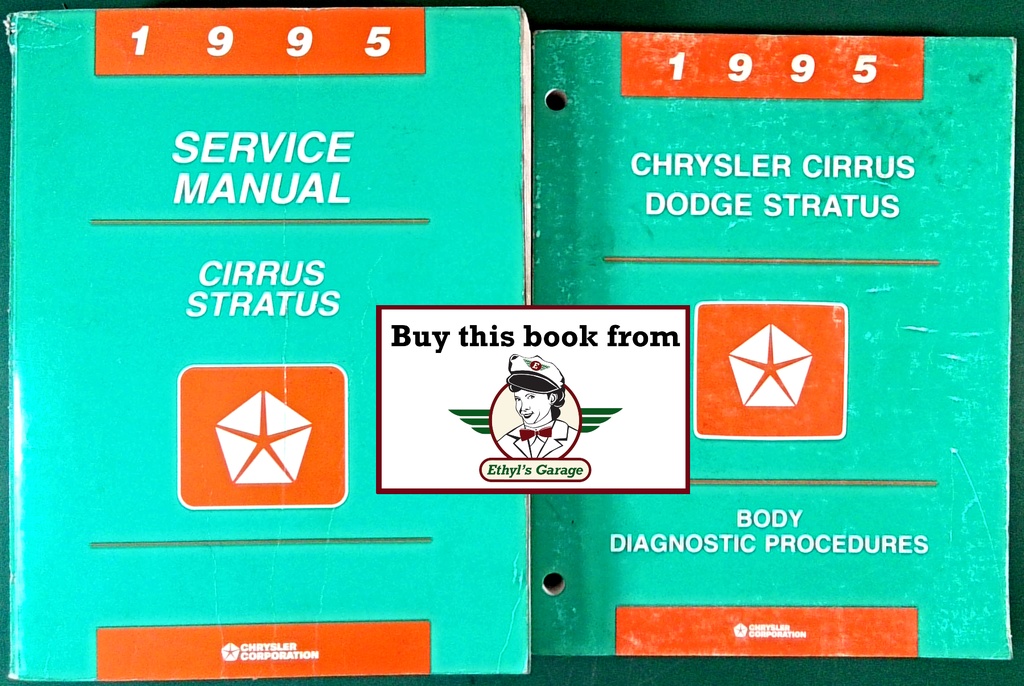 1 9 9 5
SERVICE
MANUAL
CIRRUS
STRATUS
CHRYSLER
CORPORATION
1 9 9 5
CHRYSLER CIRRUS
DODGE STRATUS
BODY
DIAGNOSTIC PROCEDURES
CHRYSLER
CORPORATION
Buy this book from
E
Ethyl's Garage